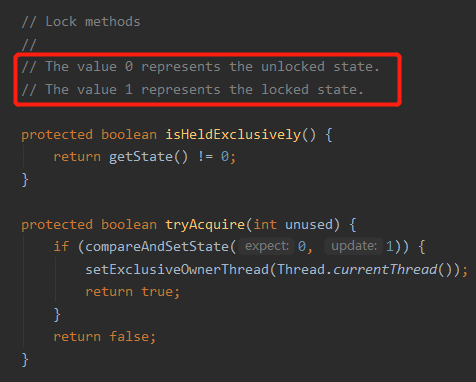 // Lock methods
//
// The value 0 represents the unlocked state.
// The value 1 represents the locked state.
protected boolean isHeldExclusively() {
return getState() != 0;
}
protected boolean tryAcquire(int unused) {
if (compareAndSetState( expect: 0, update: 1)) {
setExclusiveOwnerThread(Thread.currentThread());
return true;
}
return false;
}